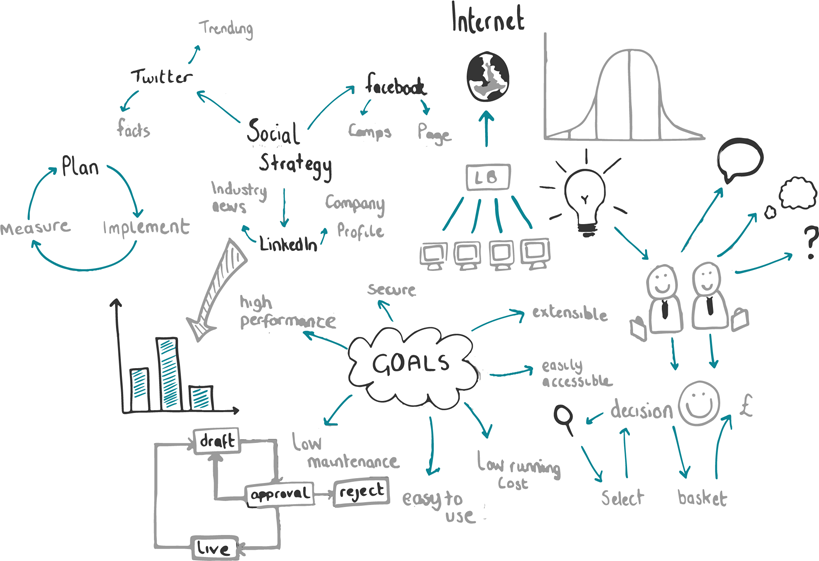 Internet
Trending
Twitter
facebook
facts
Camps
Page
Social
Strategy
Plan
LB
Industry
news
Company
Profile
Measure
Implement
LinkedIn
Y
?
secure
high
performance
extensible
GOALS
easily
accessible
decision
£
draft
Low
maintenance
Low running
cost
approval
reject
easy to
use
Select
basket
live